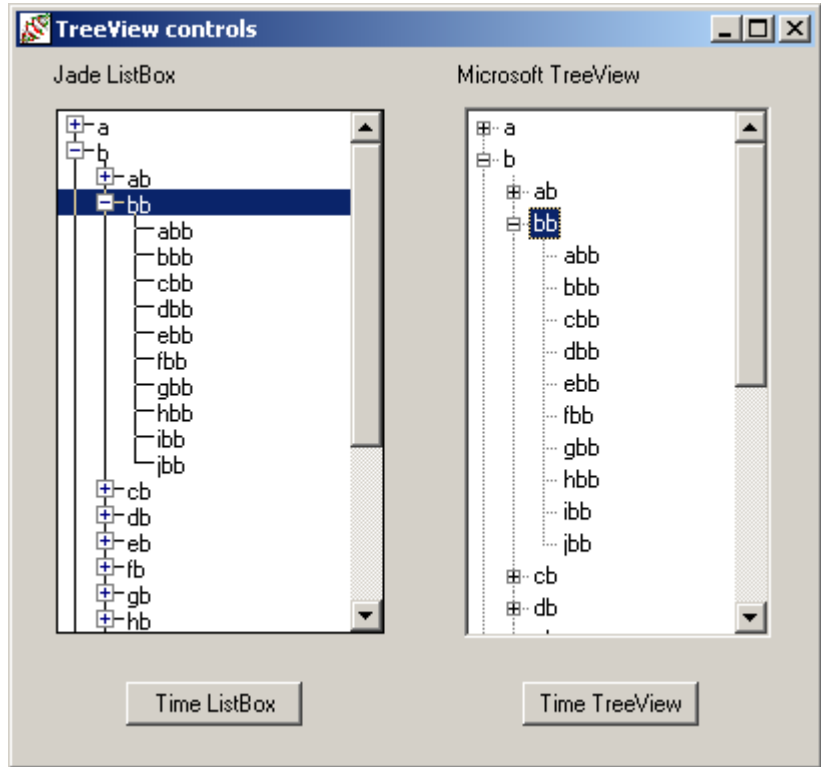 TreeView controls
Jade ListBox
a
b
ab
bb
abb
bbb
cbb
dbb
ebb
fbb
gbb
hbb
ibb
jbb
cb
db
eb
fb
gb
hb
Time ListBox
Microsoft TreeView
a
b
ab
bb
abb
bbb
cbb
dbb
ebb
fbb
gbb
hbb
ibb
jbb
cb
db
Time TreeView